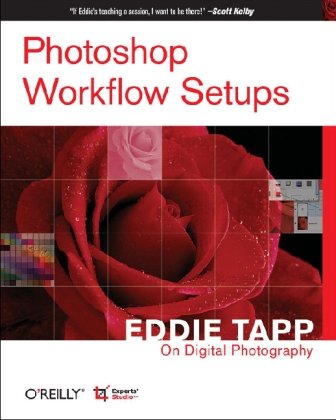 "If Eddie's teaching a session, I want to be there!" —Scott Kelby
Photoshop
Workflow Setups
EDDIE TAPP
On Digital Photography
O'REILLY®
Experts'
Studio